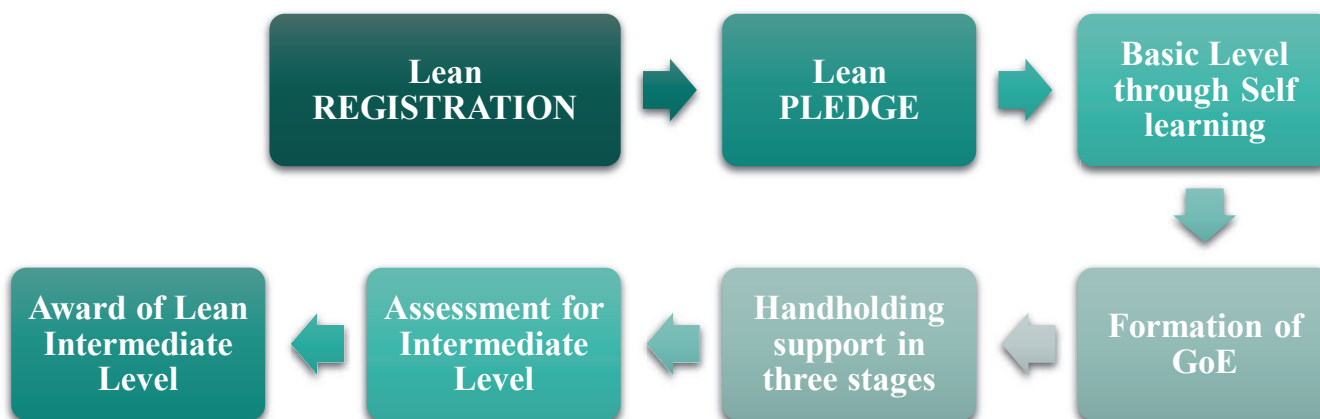 Lean
REGISTRATION
Lean
PLEDGE
Basic Level
through Self
learning
Formation of
GoE
Handholding
support in
three stages
Assessment for
Intermediate
Level
Award of Lean
Intermediate
Level